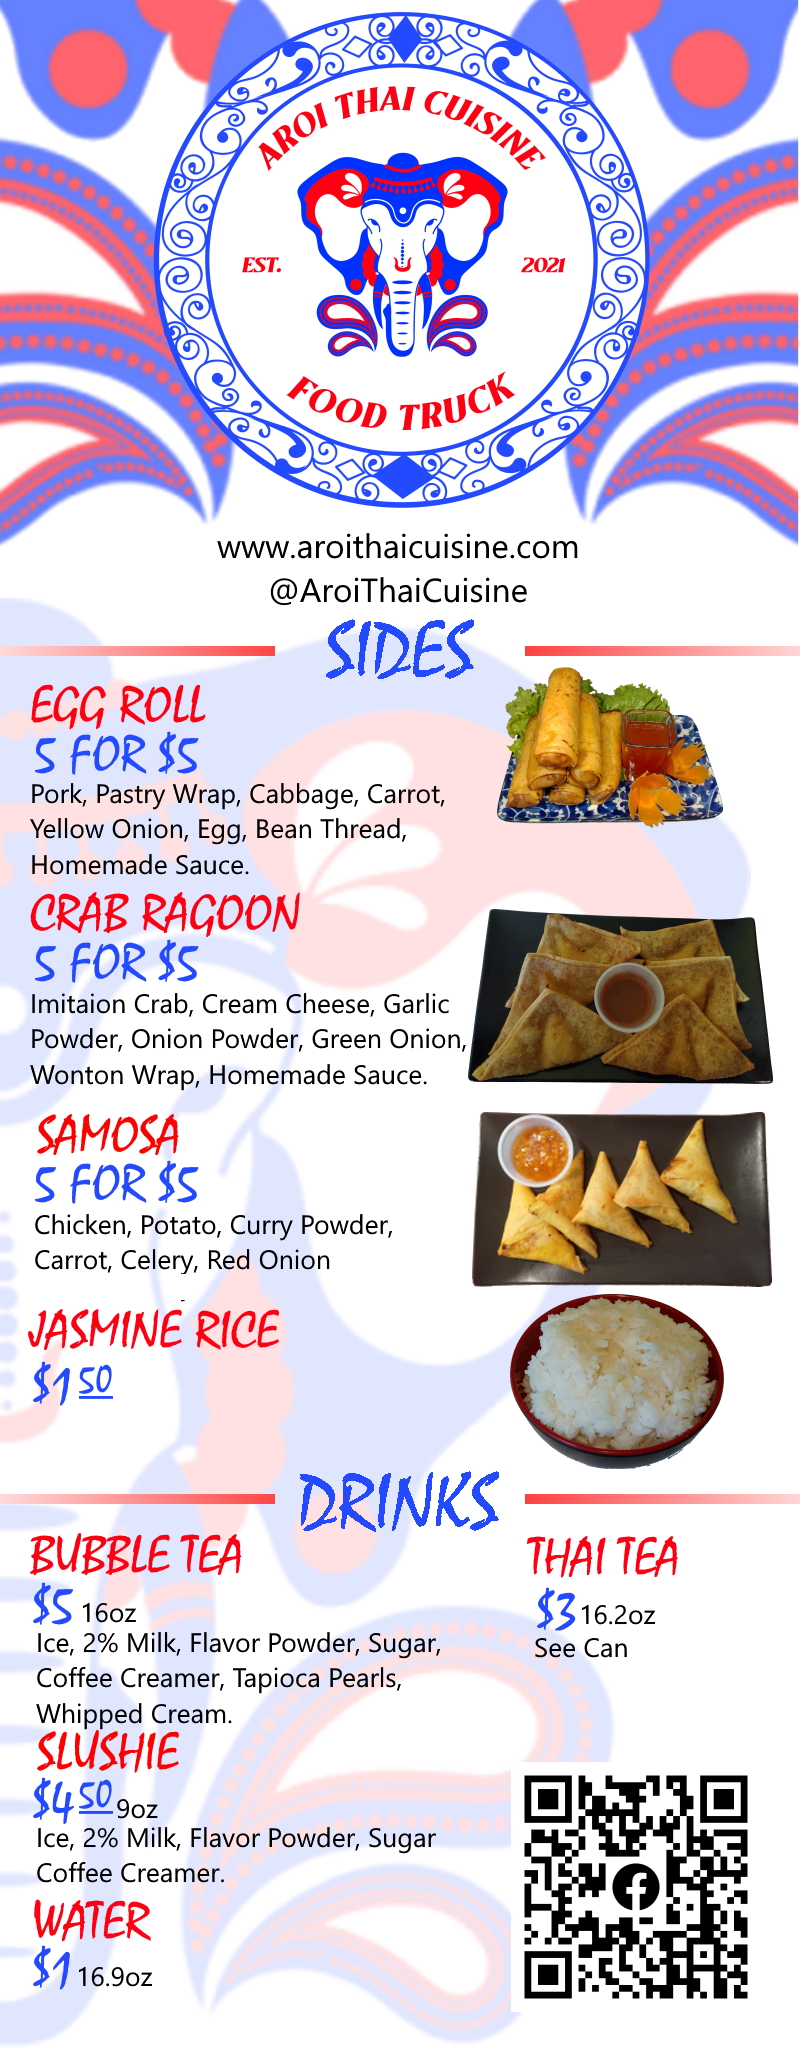 AROI THAI CUISINE
EST. 2021
FOOD TRUCK
www.aroithaicuisine.com
@AroiThaiCuisine
SIDES
EGG ROLL
5 FOR $5
Pork, Pastry Wrap, Cabbage, Carrot,
Yellow Onion, Egg, Bean Thread,
Homemade Sauce.
CRAB RAGOON
5 FOR $5
Imitaion Crab, Cream Cheese, Garlic
Powder, Onion Powder, Green Onion,
Wonton Wrap, Homemade Sauce.
SAMOSA
5 FOR $5
Chicken, Potato, Curry Powder,
Carrot, Celery, Red Onion
JASMINE RICE
$1 50
DRINKS
BUBBLE TEA
$5 16oz
Ice, 2% Milk, Flavor Powder, Sugar,
Coffee Creamer, Tapioca Pearls,
Whipped Cream.
SLUSHIE
$4 50 9oz
Ice, 2% Milk, Flavor Powder, Sugar
Coffee Creamer.
WATER
$1 16.9oz
THAI TEA
$3 16.2oz
See Can